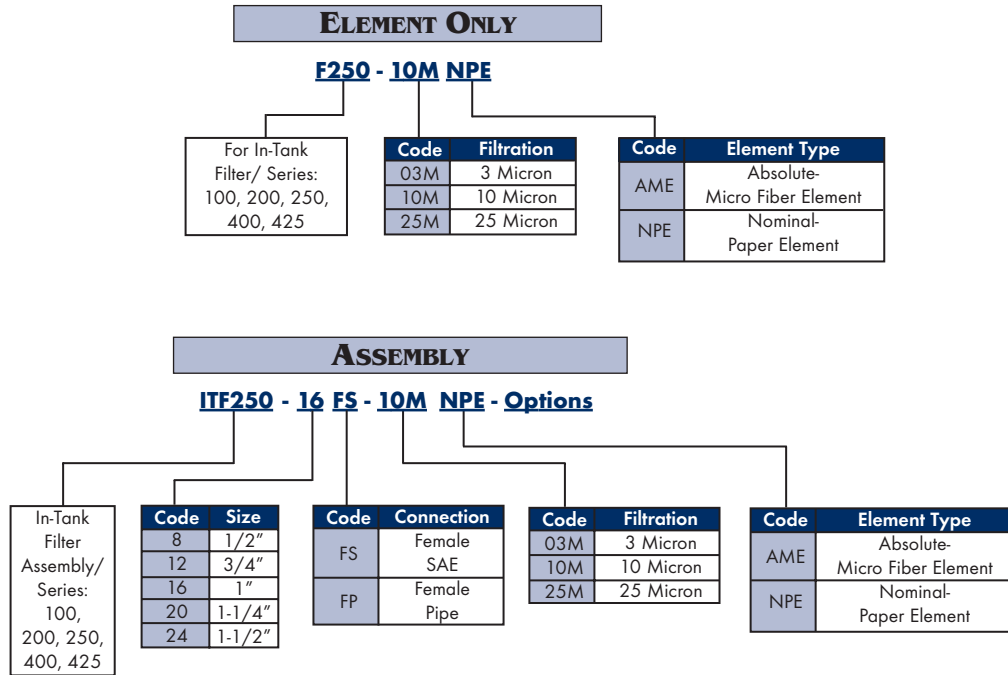 ELEMENT ONLY
F250 - 10M NPE
For In-Tank
Filter/ Series:
100, 200, 250,
400, 425
Code Filtration
03M 3 Micron
10M 10 Micron
25M 25 Micron
Code Element Type
AME Absolute-
Micro Fiber Element
NPE Nominal-
Paper Element
ASSEMBLY
ITF250 - 16 FS - 10M NPE - Options
In-Tank
Filter
Assembly/
Series:
100,
200, 250,
400, 425
Code Size
8 1/2”
12 3/4”
16 1”
20 1-1/4”
24 1-1/2”
Code Connection
FS Female
SAE
FP Female
Pipe
Code Filtration
03M 3 Micron
10M 10 Micron
25M 25 Micron
Code Element Type
AME Absolute-
Micro Fiber Element
NPE Nominal-
Paper Element